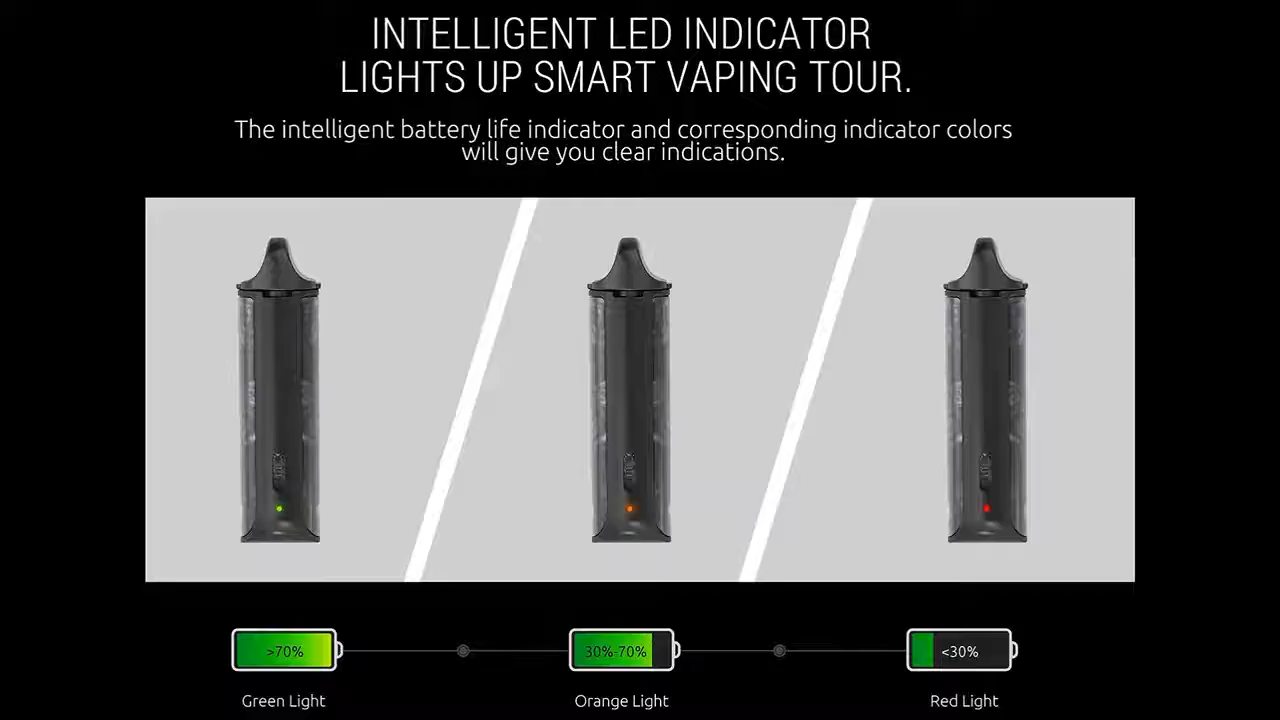 INTELLIGENT LED INDICATOR
LIGHTS UP SMART VAPING TOUR.
The intelligent battery life indicator and corresponding indicator colors
will give you clear indications.
>70%
30%-70%
<30%
Green Light
Orange Light
Red Light